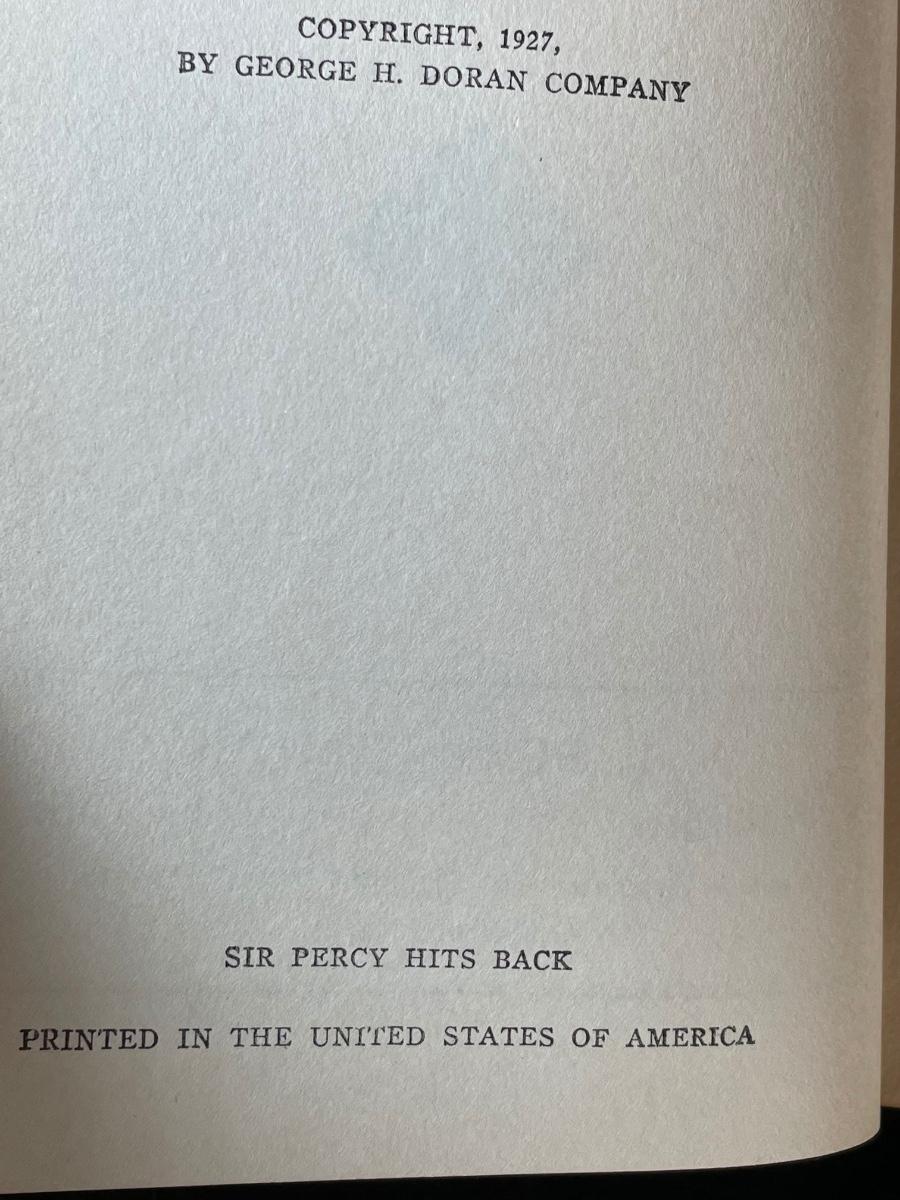 COPYRIGHT, 1927,
BY GEORGE H. DORAN COMPANY
SIR PERCY HITS BACK
PRINTED IN THE UNITED STATES OF AMERICA